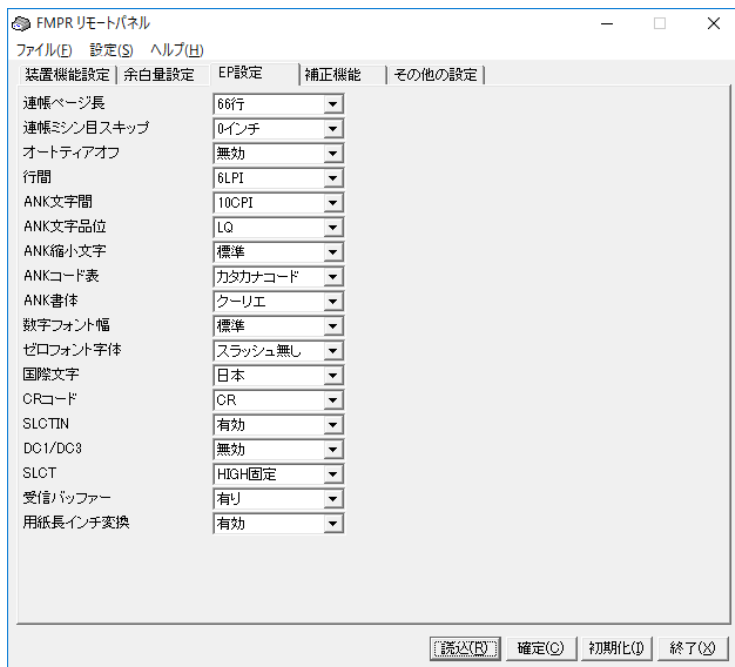 FMPR リモートパネル
ファイル(F) 設定(S) ヘルプ(H)
装置機能設定 余白量設定 EP設定 補正機能 その他の設定
連帳ページ長 66行
連帳ミシン目スキップ 0インチ
オートティアオフ 無効
行間 6LPI
ANK文字間 10CPI
ANK文字品位 LQ
ANK縮小文字 標準
ANKコード表 カタカナコード
ANK書体 クーリエ
数字フォント幅 標準
ゼロフォント字体 スラッシュ無し
国際文字 日本
CRコード CR
SLCTIN 有効
DC1/DC3 無効
SLCT HIGH固定
受信バッファー 有り
用紙長インチ変換 有効
読込(R) 確定(C) 初期化(I) 終了(X)